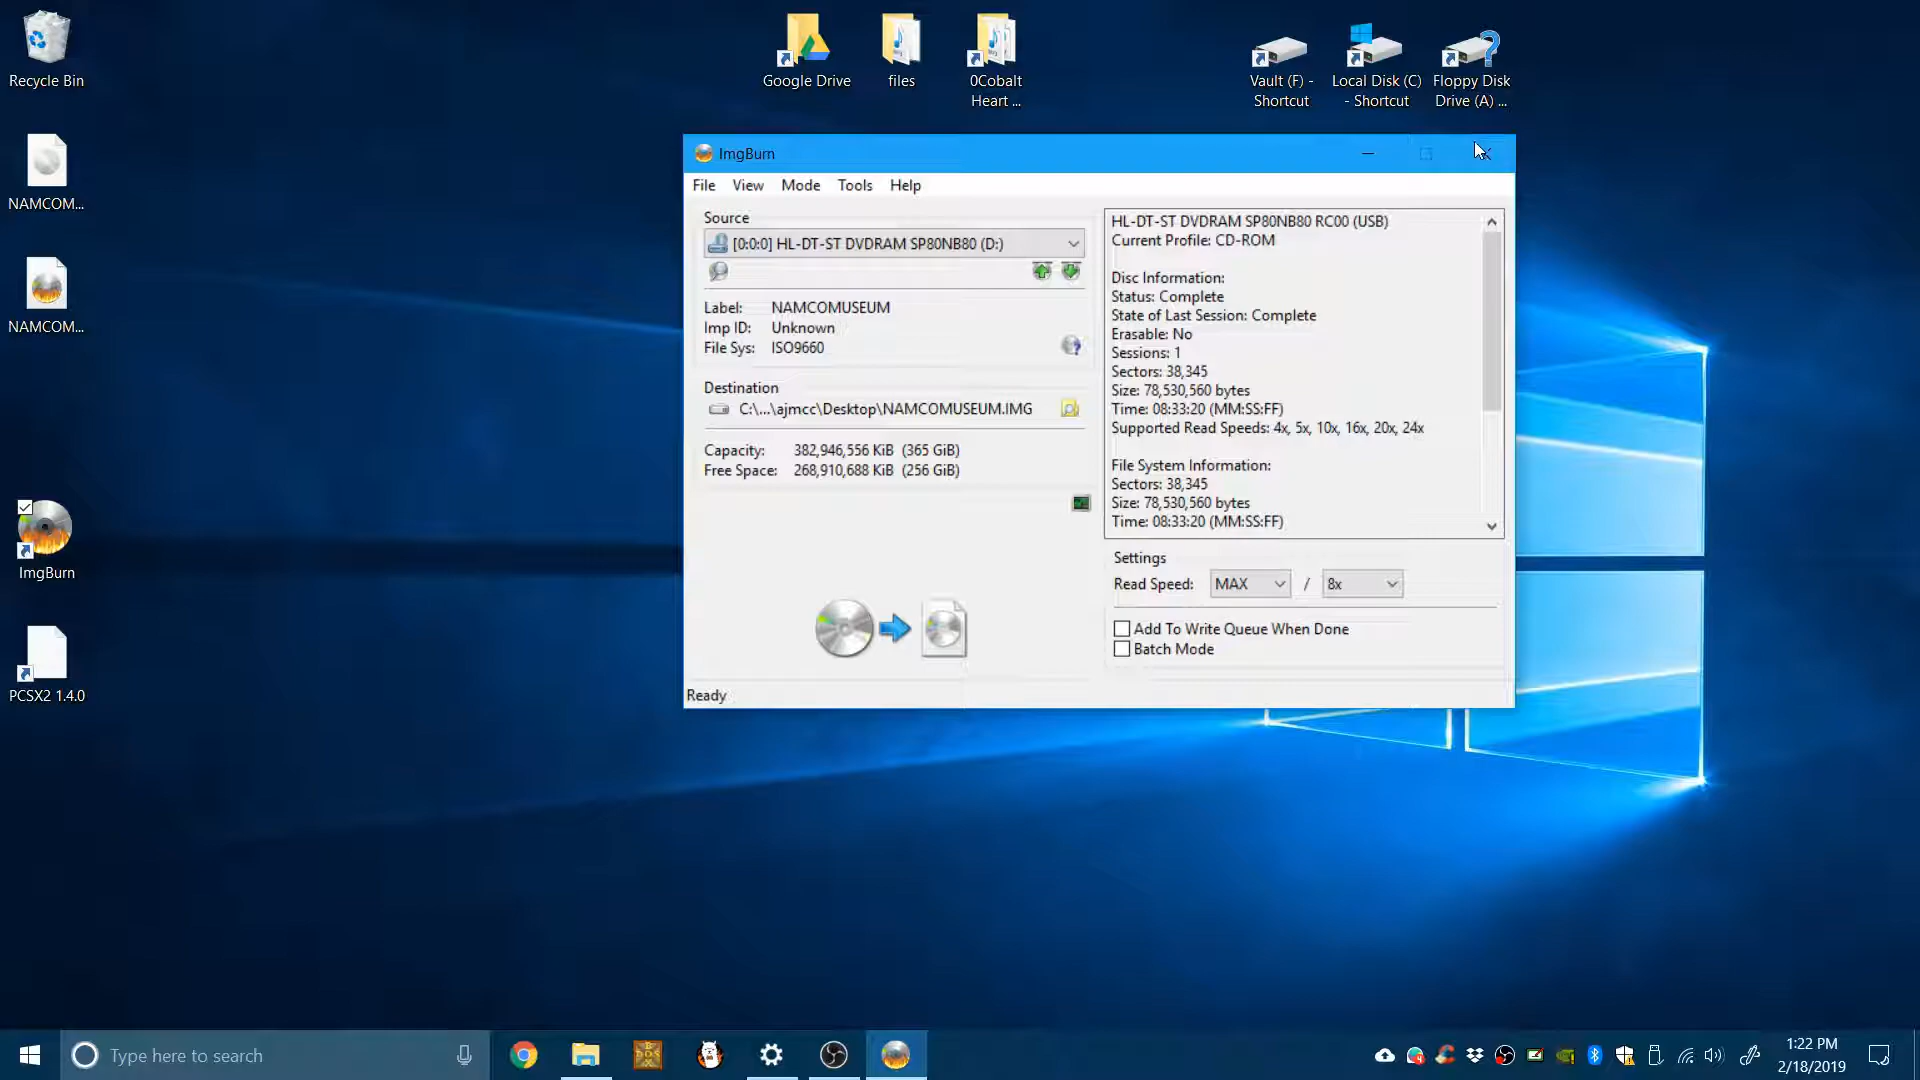 Recycle Bin
Google Drive
files
0Cobalt
Heart ...
Vault (F) -
Shortcut
Local Disk (C)
- Shortcut
Floppy Disk
Drive (A) ...
NAMCOM...
NAMCOM...
ImgBurn
PCSX2 1.4.0
ImgBurn
File View Mode Tools Help
Source
[0:0:0] HL-DT-ST DVDRAM SP80NB80 (D:)
Label: NAMCOMUSEUM
Imp ID: Unknown
File Sys: ISO9660
Destination
C:\...\ajmcc\Desktop\NAMCOMUSEUM.IMG
Capacity: 382,946,556 KiB (365 GiB)
Free Space: 268,910,688 KiB (256 GiB)
HL-DT-ST DVDRAM SP80NB80 RC00 (USB)
Current Profile: CD-ROM
Disc Information:
Status: Complete
State of Last Session: Complete
Erasable: No
Sessions: 1
Sectors: 38,345
Size: 78,530,560 bytes
Time: 08:33:20 (MM:SS:FF)
Supported Read Speeds: 4x, 5x, 10x, 16x, 20x, 24x
File System Information:
Sectors: 38,345
Size: 78,530,560 bytes
Time: 08:33:20 (MM:SS:FF)
Settings
Read Speed: MAX / 8x
Add To Write Queue When Done
Batch Mode
Ready
Type here to search
1:22 PM
2/18/2019